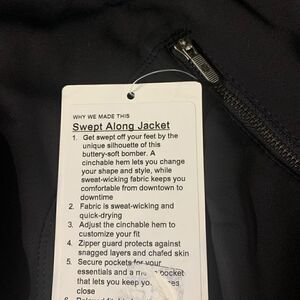 WHY WE MADE THIS
Swept Along Jacket
1. Get swept off your feet by the
unique silhouette of this
buttery-soft bomber. A
cinchable hem lets you change
your shape and style, while
sweat-wicking fabric keeps you
comfortable from downtown to
downtime
2. Fabric is sweat-wicking and
quick-drying
3. Adjust the cinchable hem to
customize your fit
4. Zipper guard protects against
snagged layers and chafed skin
5. Secure pockets for your
essentials and a pocket
that lets you keep you
close